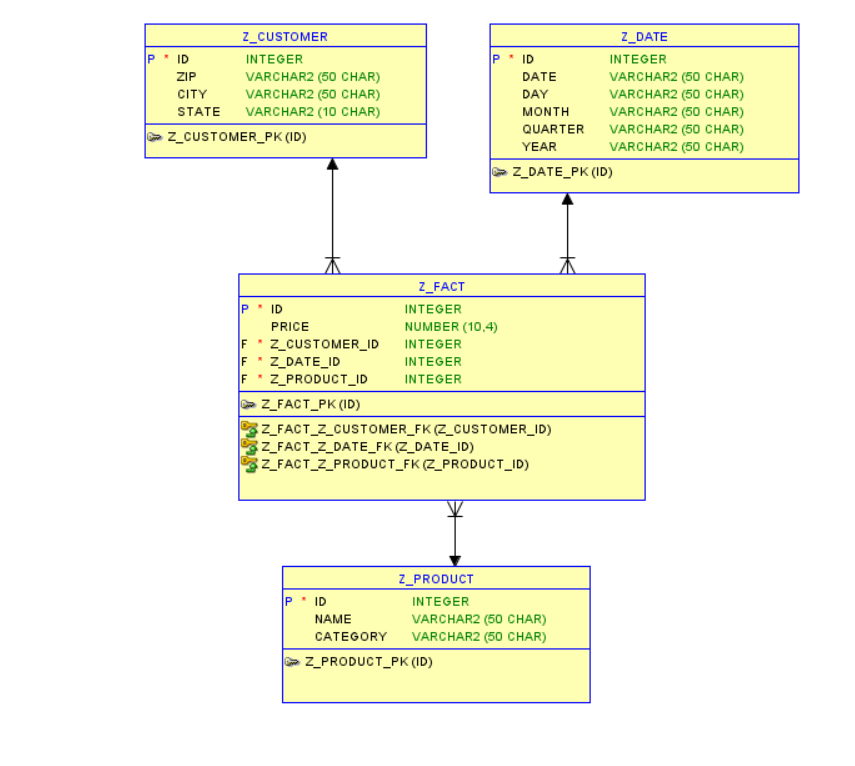 Z_CUSTOMER
P * ID INTEGER
ZIP VARCHAR2 (50 CHAR)
CITY VARCHAR2 (50 CHAR)
STATE VARCHAR2 (10 CHAR)
Z_CUSTOMER_PK (ID)
Z_DATE
P * ID INTEGER
DATE VARCHAR2 (50 CHAR)
DAY VARCHAR2 (50 CHAR)
MONTH VARCHAR2 (50 CHAR)
QUARTER VARCHAR2 (50 CHAR)
YEAR VARCHAR2 (50 CHAR)
Z_DATE_PK (ID)
Z_FACT
P * ID INTEGER
PRICE NUMBER (10,4)
F * Z_CUSTOMER_ID INTEGER
F * Z_DATE_ID INTEGER
F * Z_PRODUCT_ID INTEGER
Z_FACT_PK (ID)
Z_FACT_Z_CUSTOMER_FK (Z_CUSTOMER_ID)
Z_FACT_Z_DATE_FK (Z_DATE_ID)
Z_FACT_Z_PRODUCT_FK (Z_PRODUCT_ID)
Z_PRODUCT
P * ID INTEGER
NAME VARCHAR2 (50 CHAR)
CATEGORY VARCHAR2 (50 CHAR)
Z_PRODUCT_PK (ID)